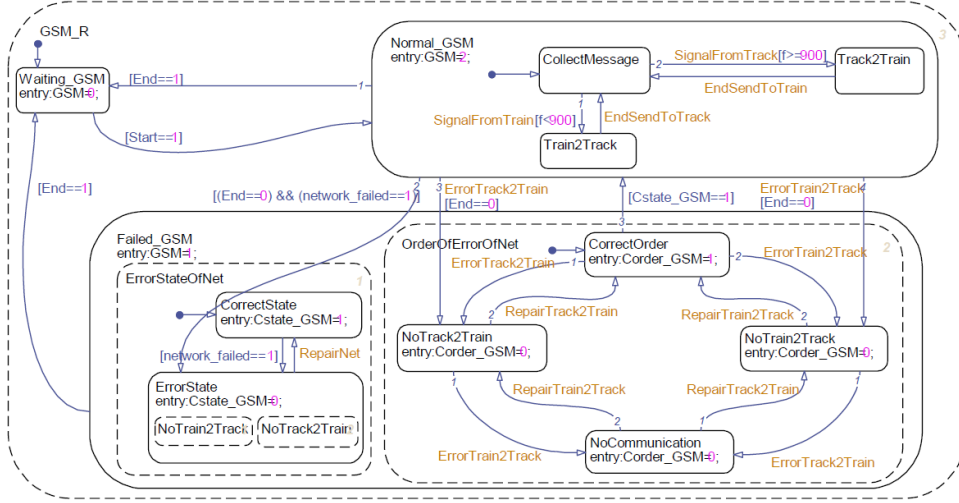 GSM_R
3
Normal_GSM
entry:GSM=2;
CollectMessage
2
SignalFromTrack[f>=900]
Track2Train
EndSendToTrain
Waiting_GSM
entry:GSM=0;
[End==1]
1
1
SignalFromTrain[f<900]
EndSendToTrack
[Start==1]
Train2Track
[End==1]
2
3
ErrorTrack2Train
[(End==0) && (network_failed==1)]
[End==0]
[Cstate_GSM==1]
ErrorTrain2Track
4
[End==0]
3
Failed_GSM
entry:GSM=1;
ErrorStateOfNet
1
OrderOfErrorOfNet
2
CorrectOrder
entry:Corder_GSM=1;
ErrorTrack2Train
1
2
ErrorTrain2Track
CorrectState
entry:Cstate_GSM=1;
2
RepairTrack2Train
RepairTrain2Track
2
[network_failed==1]
RepairNet
NoTrack2Train
entry:Corder_GSM=0;
NoTrain2Track
entry:Corder_GSM=0;
ErrorState
entry:Cstate_GSM=0;
1
RepairTrain2Track
RepairTrack2Train
1
NoTrain2Track
NoTrack2Train
2
1
NoCommunication
entry:Corder_GSM=0;
ErrorTrain2Track
ErrorTrack2Train